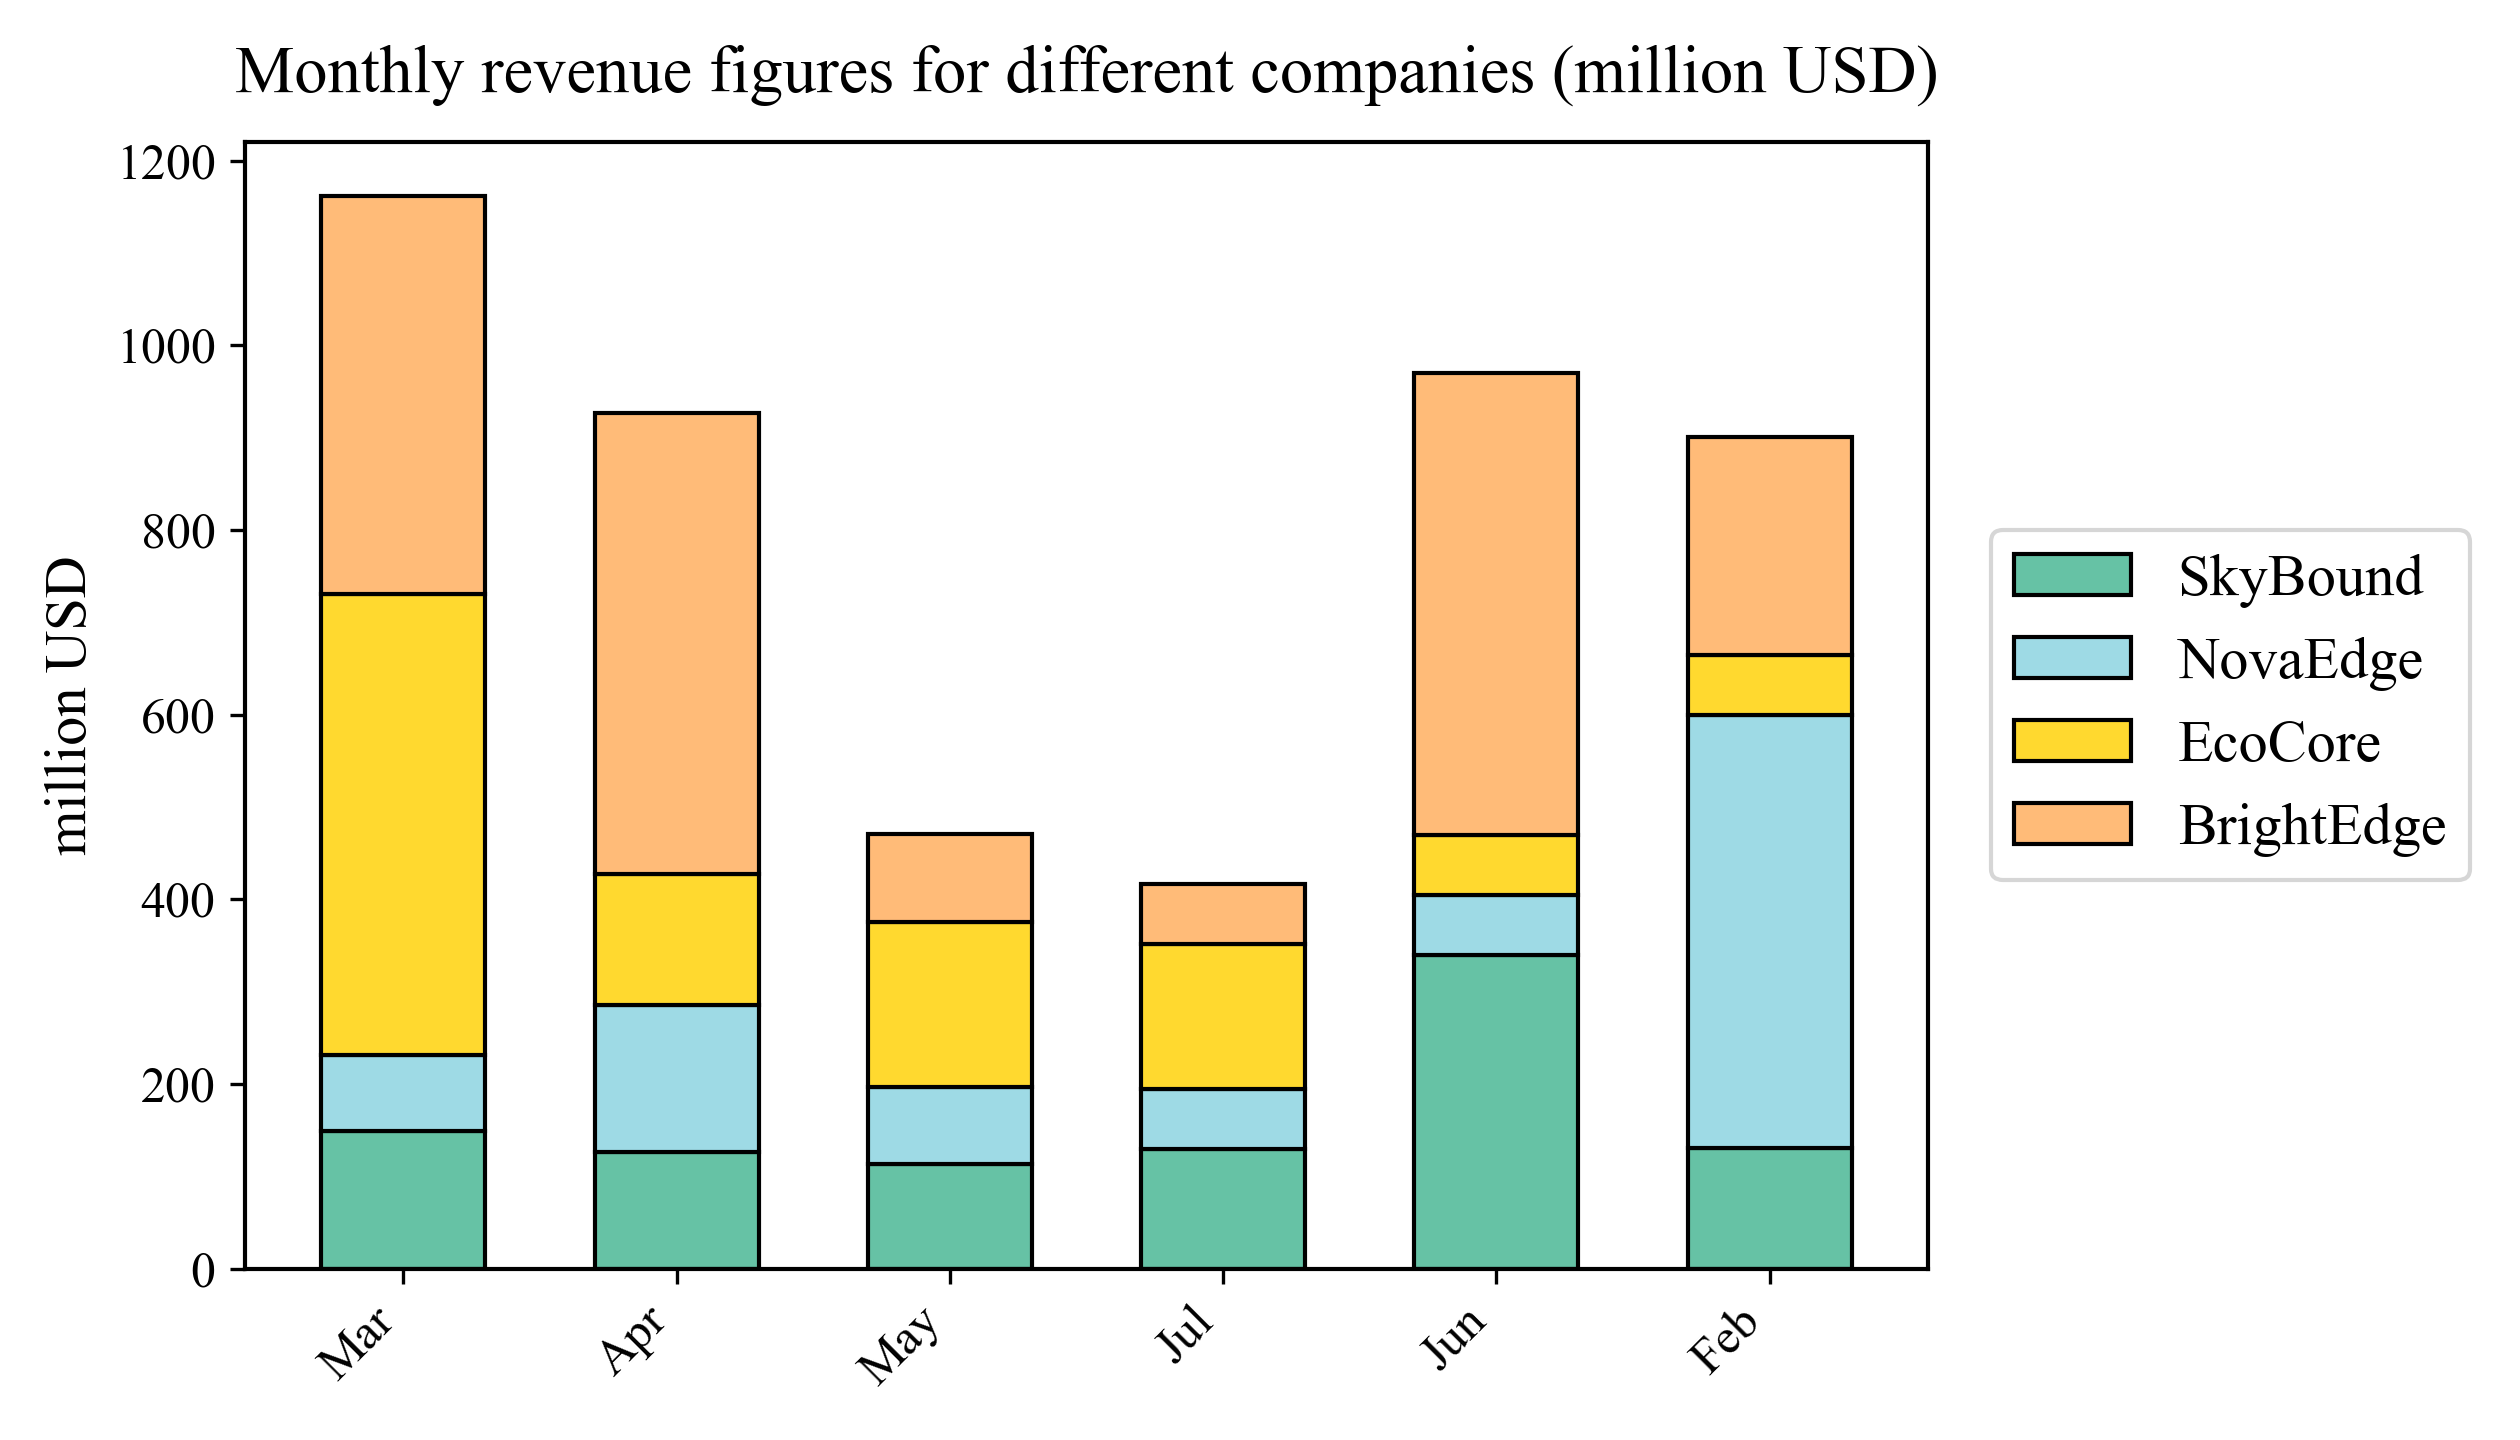 Monthly revenue figures for different companies (million USD)
million USD
1200
1000
800
600
400
200
0
Mar
Apr
May
Jul
Jun
Feb
SkyBound
NovaEdge
EcoCore
BrightEdge